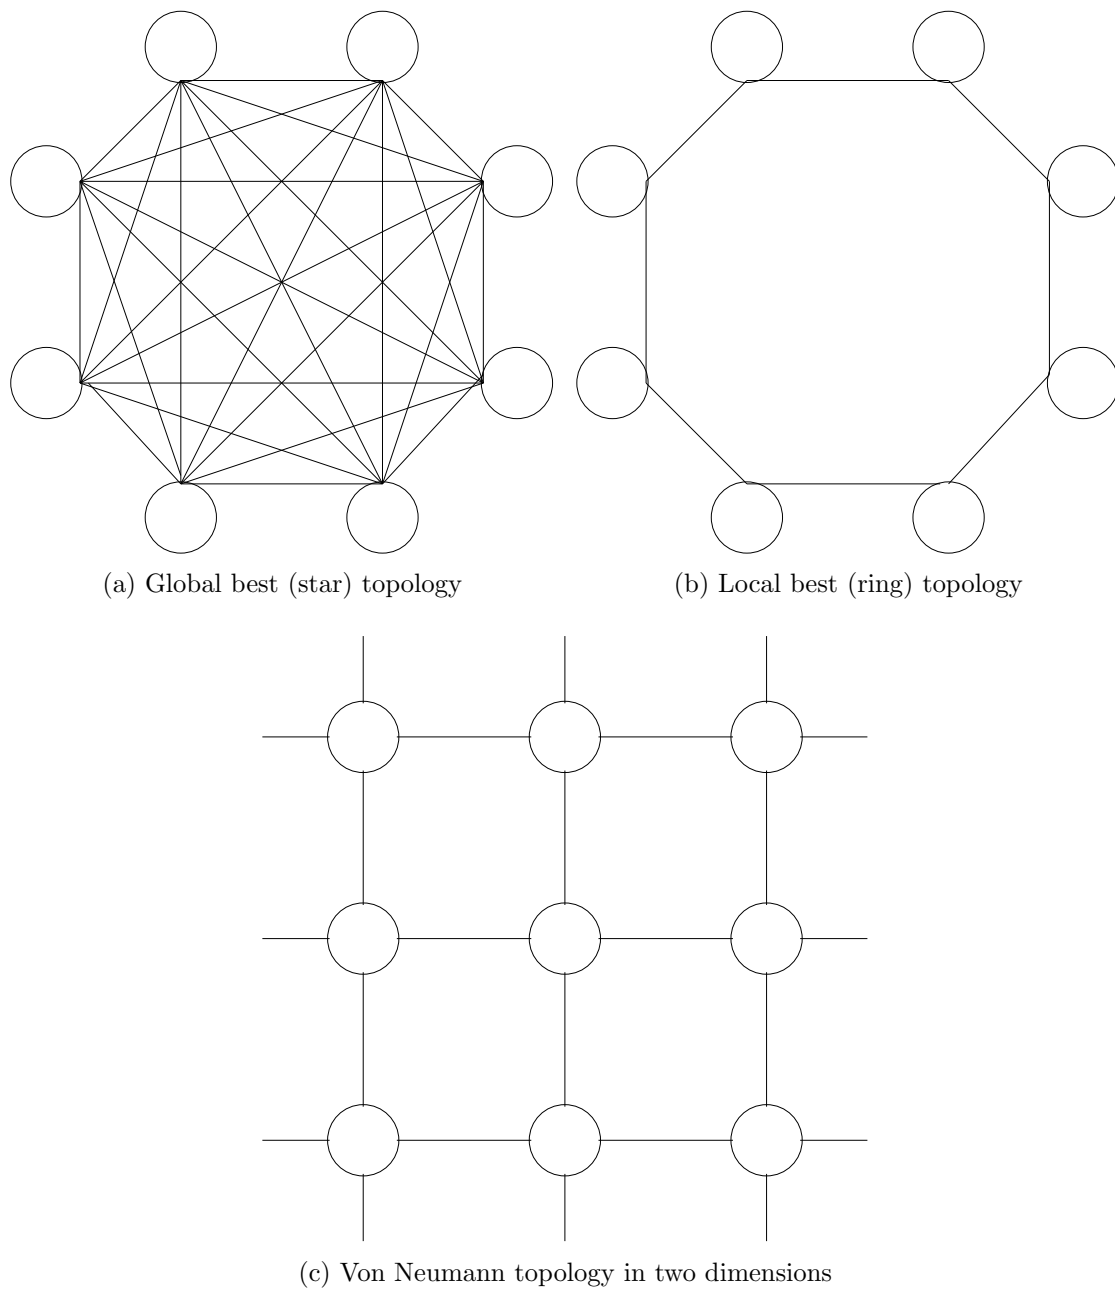 (a) Global best (star) topology
(b) Local best (ring) topology
(c) Von Neumann topology in two dimensions